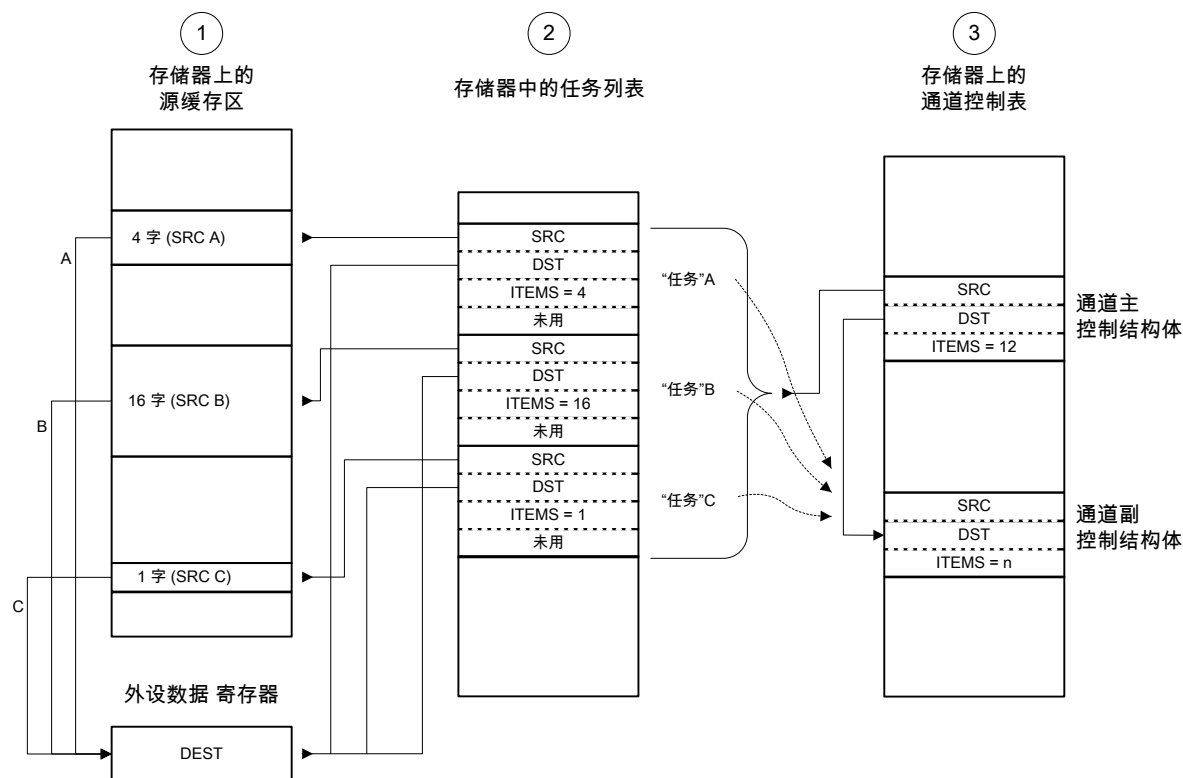 1
存储器上的
源缓存区
4 字 (SRC A)
16 字 (SRC B)
1 字 (SRC C)
A
B
C
外设数据 寄存器
DEST
2
存储器中的任务列表
SRC
DST
ITEMS = 4
未用
SRC
DST
ITEMS = 16
未用
SRC
DST
ITEMS = 1
未用
“任务”A
“任务”B
“任务”C
3
存储器上的
通道控制表
SRC
DST
ITEMS = 12
通道主
控制结构体
SRC
DST
ITEMS = n
通道副
控制结构体